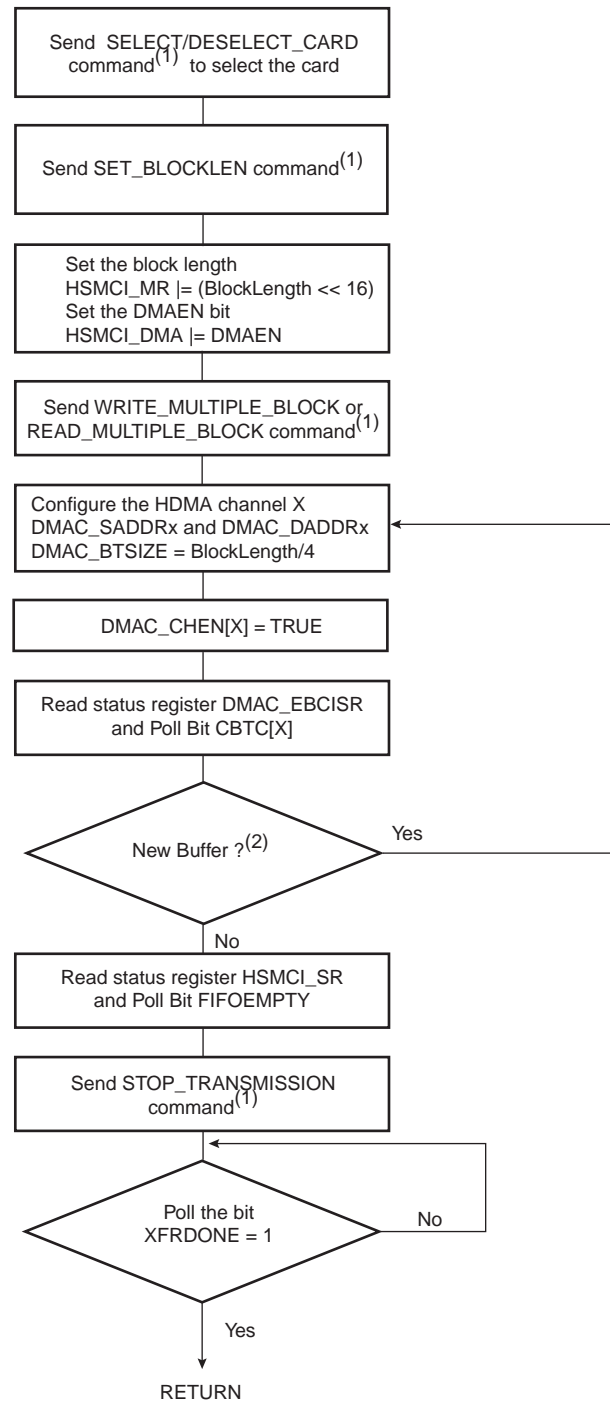 Send SELECT/DESELECT_CARD
command(1) to select the card
Send SET_BLOCKLEN command(1)
Set the block length
HSMCI_MR |= (BlockLength << 16)
Set the DMAEN bit
HSMCI_DMA |= DMAEN
Send WRITE_MULTIPLE_BLOCK or
READ_MULTIPLE_BLOCK command(1)
Configure the HDMA channel X
DMAC_SADDRx and DMAC_DADDRx
DMAC_BTSIZE = BlockLength/4
DMAC_CHEN[X] = TRUE
Read status register DMAC_EBCISR
and Poll Bit CBTC[X]
New Buffer ?(2)
Yes
No
Read status register HSMCI_SR
and Poll Bit FIFOEMPTY
Send STOP_TRANSMISSION
command(1)
Poll the bit
XFRDONE = 1
No
Yes
RETURN